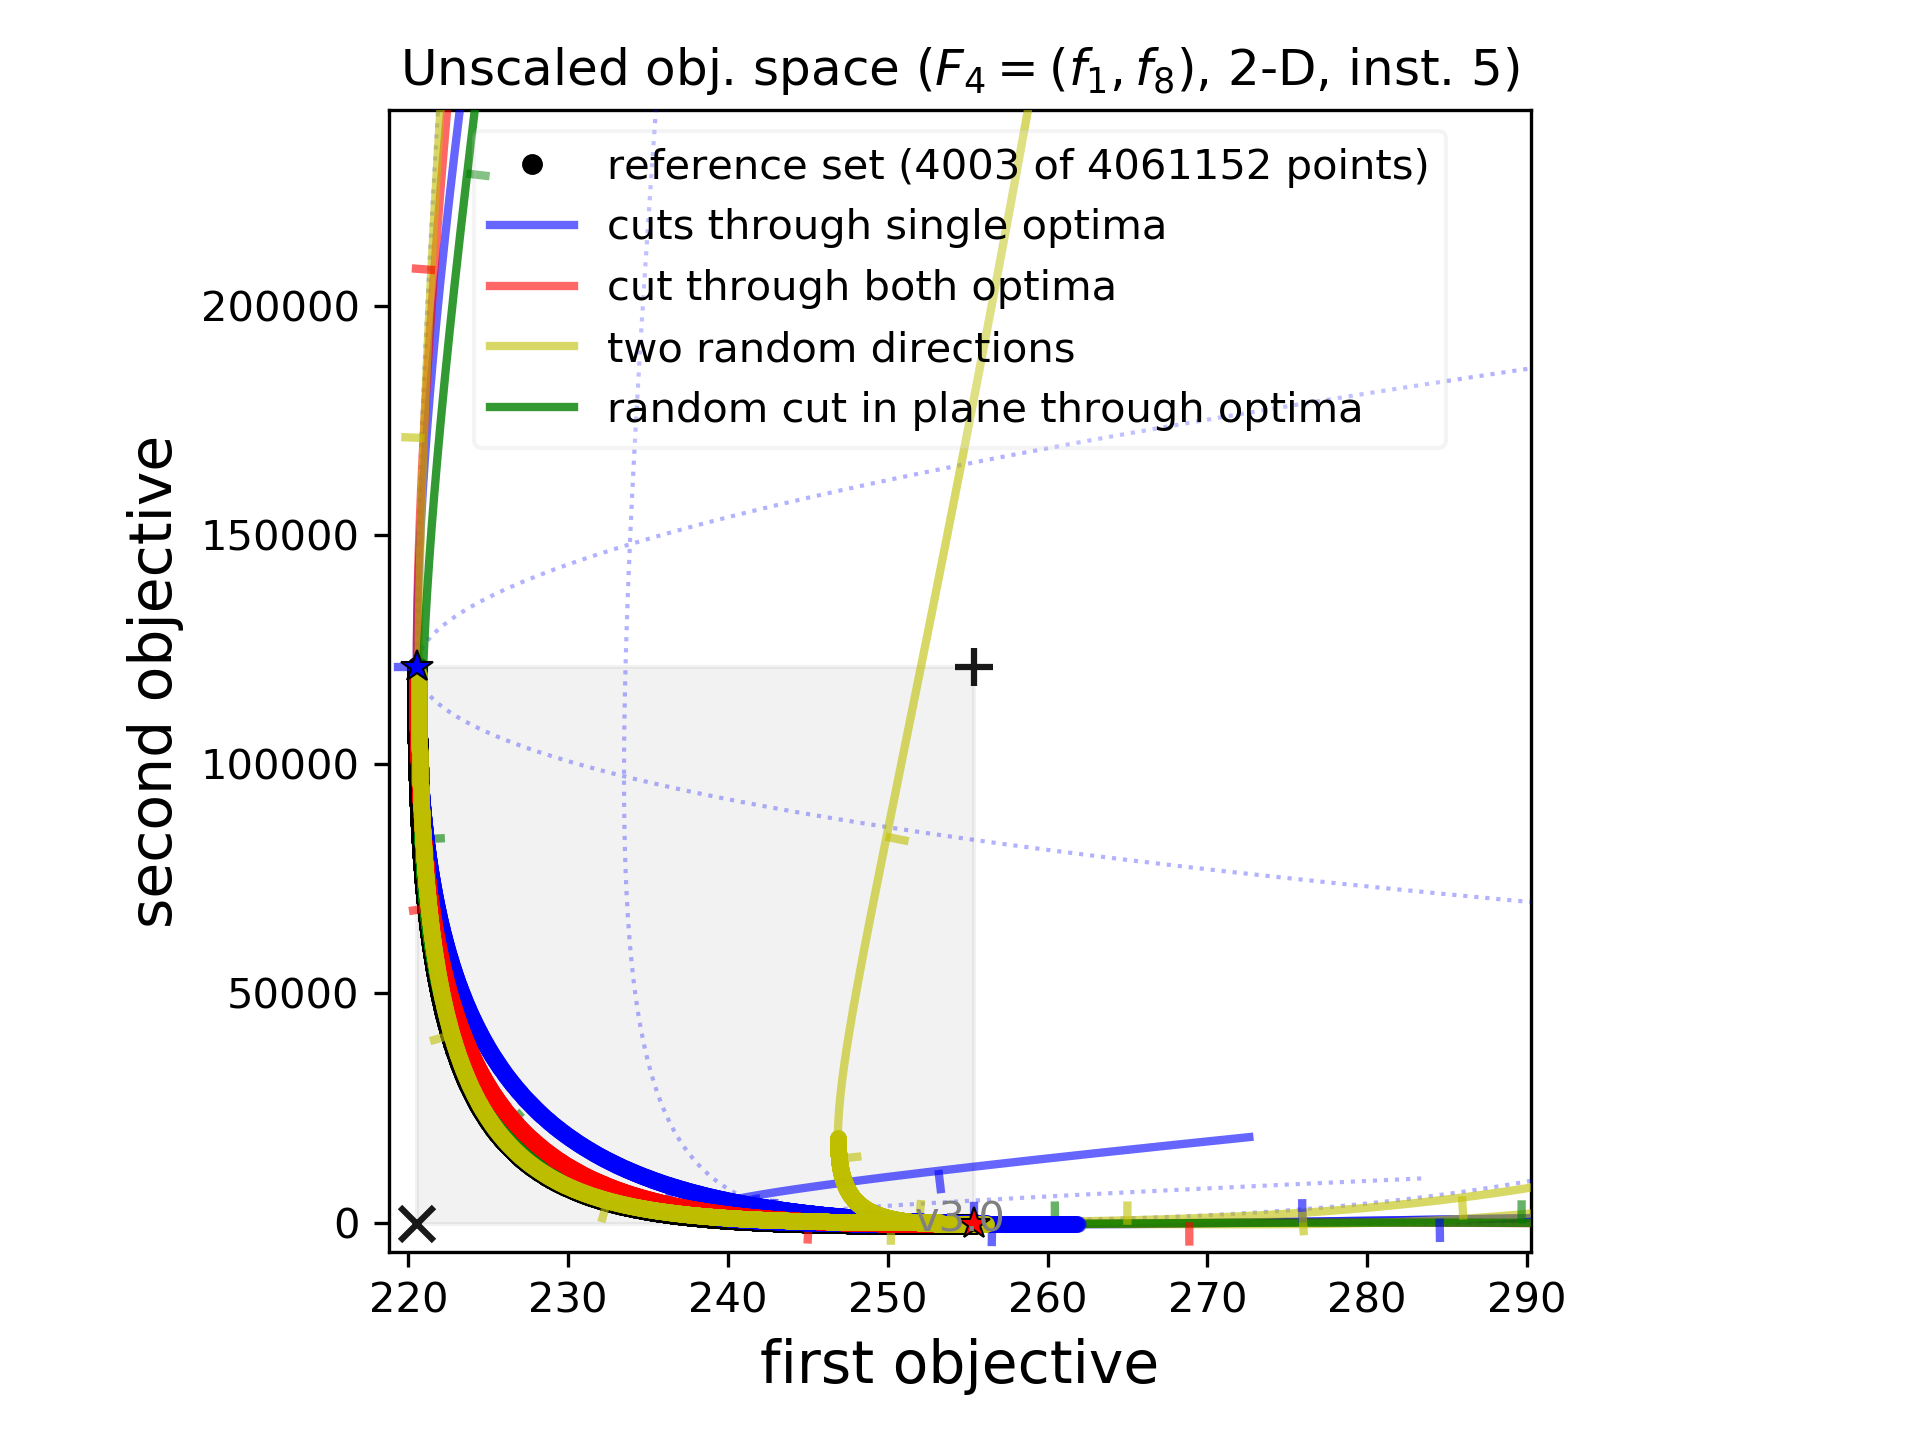 Unscaled obj. space (F₄ = (f₁, f₈), 2-D, inst. 5)
reference set (4003 of 4061152 points)
cuts through single optima
cut through both optima
two random directions
random cut in plane through optima
second objective
200000
150000
100000
50000
0
v3.0
220 230 240 250 260 270 280 290
first objective